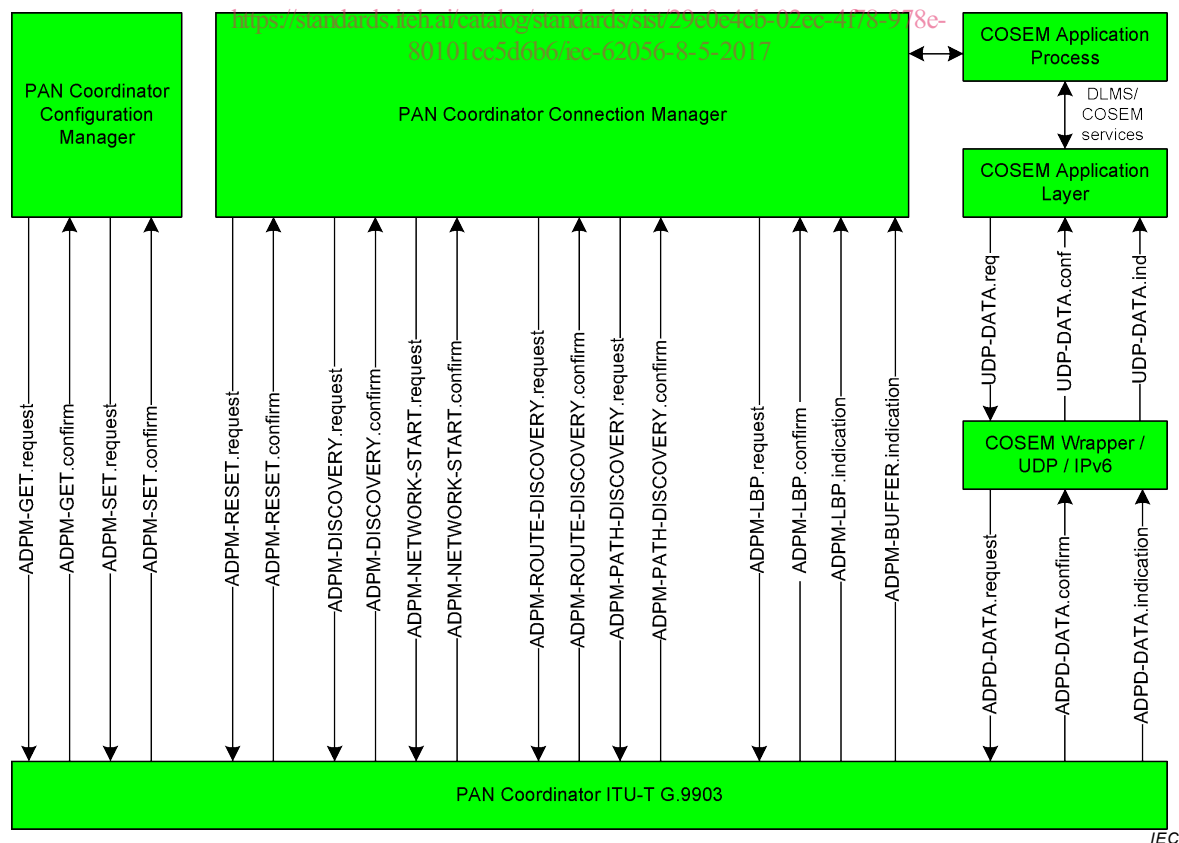 https://standards.iteh.ai/catalog/standards/sist/29e0e4cb-02ec-4f78-978e-
80101cc5d6b6/iec-62056-8-5-2017
PAN Coordinator
Configuration
Manager
PAN Coordinator Connection Manager
COSEM Application
Process
DLMS/
COSEM
services
COSEM Application
Layer
ADPM-GET.request
ADPM-GET.confirm
ADPM-SET.request
ADPM-SET.confirm
ADPM-RESET.request
ADPM-RESET.confirm
ADPM-DISCOVERY.request
ADPM-DISCOVERY.confirm
ADPM-NETWORK-START.request
ADPM-NETWORK-START.confirm
ADPM-ROUTE-DISCOVERY.request
ADPM-ROUTE-DISCOVERY.confirm
ADPM-PATH-DISCOVERY.request
ADPM-PATH-DISCOVERY.confirm
ADPM-LBP.request
ADPM-LBP.confirm
ADPM-LBP.indication
ADPM-BUFFER.indication
UDP-DATA.req
UDP-DATA.conf
UDP-DATA.ind
COSEM Wrapper /
UDP / IPv6
ADPD-DATA.request
ADPD-DATA.confirm
ADPD-DATA.indication
PAN Coordinator ITU-T G.9903
IEC